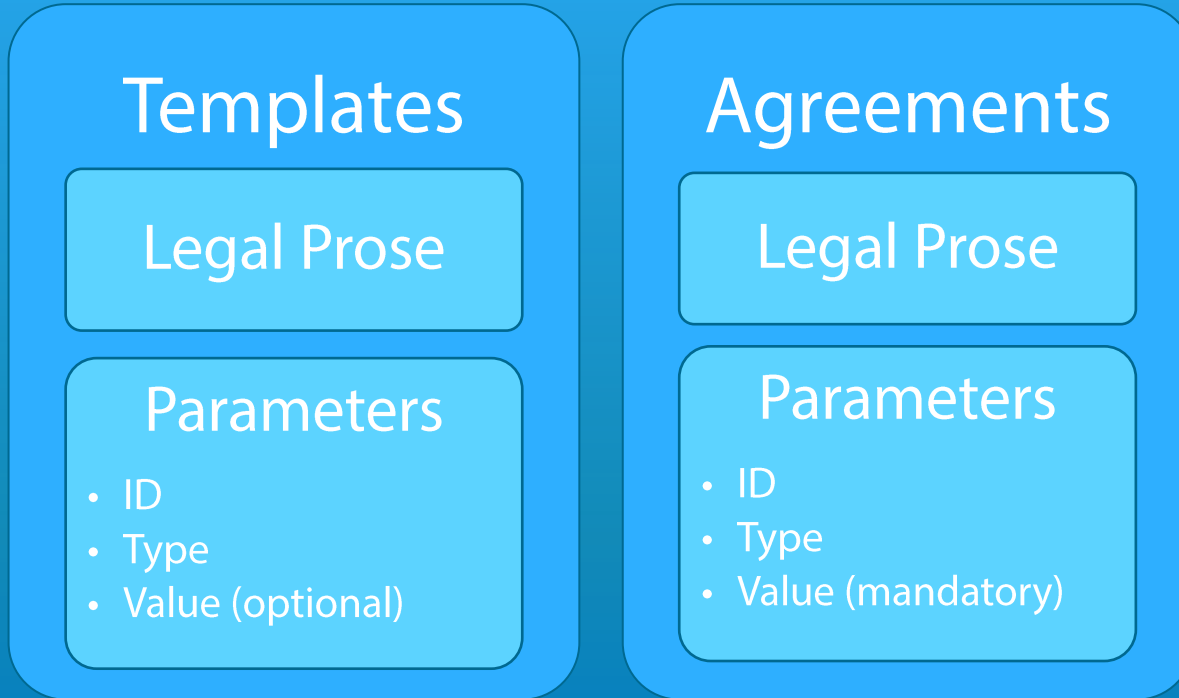 Templates
Legal Prose
Parameters
• ID
• Type
• Value (optional)
Agreements
Legal Prose
Parameters
• ID
• Type
• Value (mandatory)